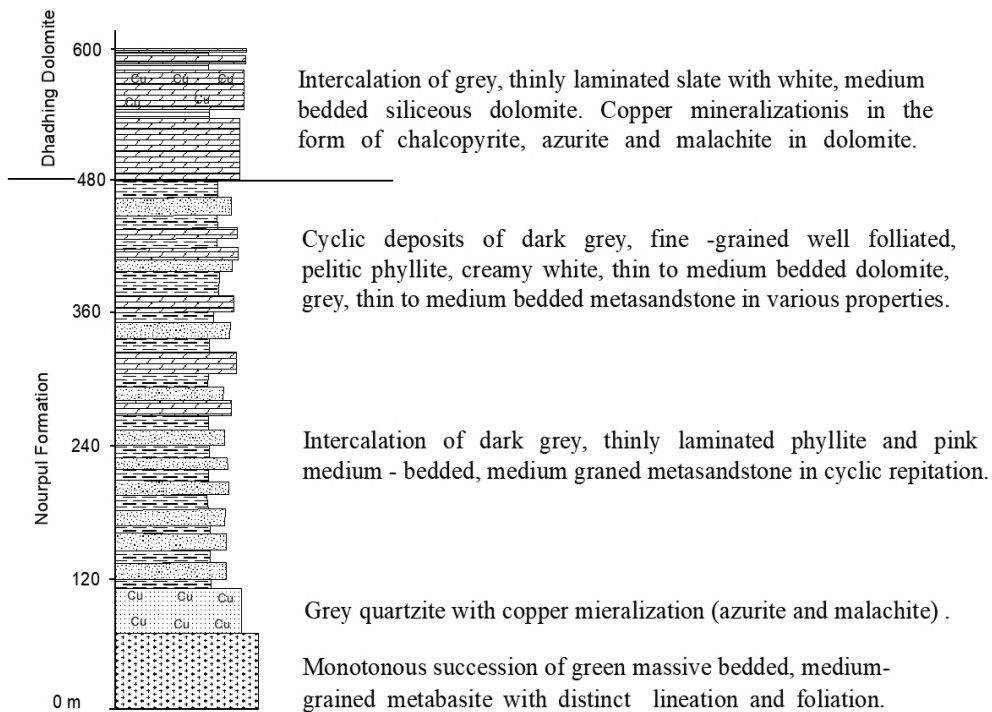 Dhadhing Dolomite
600
Cu Cu Cu
Cu Cu
Intercalation of grey, thinly laminated slate with white, medium
bedded siliceous dolomite. Copper mineralizationis in the
form of chalcopyrite, azurite and malachite in dolomite.
480
Nourpul Formation
Cyclic deposits of dark grey, fine -grained well folliated,
pelitic phyllite, creamy white, thin to medium bedded dolomite,
grey, thin to medium bedded metasandstone in various properties.
360
240
Intercalation of dark grey, thinly laminated phyllite and pink
medium - bedded, medium graned metasandstone in cyclic repitation.
120
Cu Cu Cu
Cu Cu Cu
Grey quartzite with copper mieralization (azurite and malachite) .
Monotonous succession of green massive bedded, medium-
grained metabasite with distinct lineation and foliation.
0 m